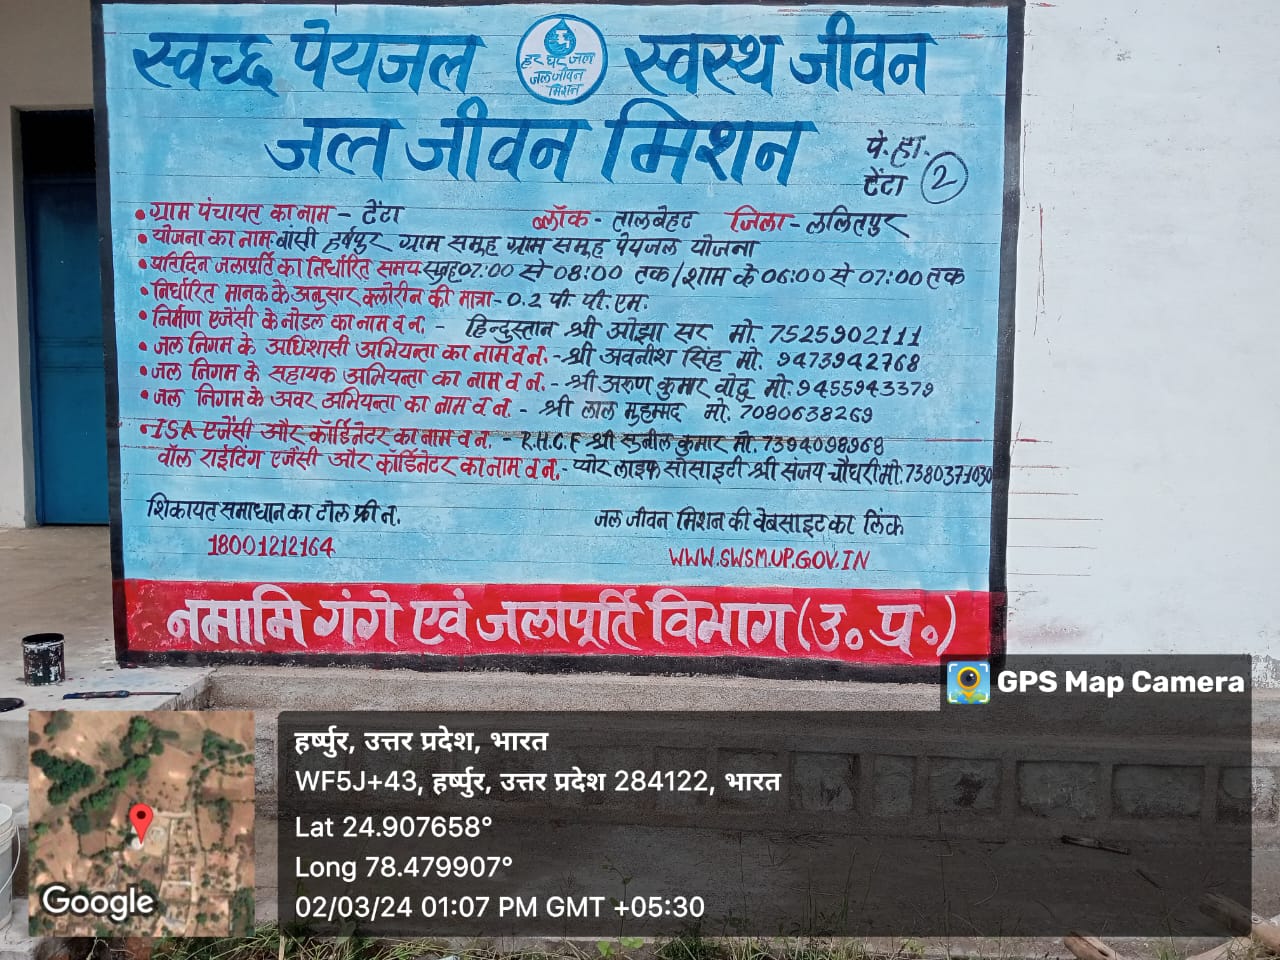 स्वच्छ पेयजल स्वस्थ जीवन
हर घर जल
जल जीवन
मिशन
जल जीवन मिशन
पे. हा.
टेंटा 2
• ग्राम पंचायत का नाम - टेंटा ब्लॉक - तालबेहट जिला - ललितपुर
• योजना का नाम बांसी हर्षपुर ग्राम समूह ग्राम समूह पेयजल योजना
• प्रतिदिन जलापूर्ति का निर्धारित समय सुबह 07:00 से 08:00 तक / शाम के 06:00 से 07:00 तक
• निर्धारित मानक के अनुसार क्लोरीन की मात्रा - 0.2 पी. पी. एम.
• निर्माण एजेंसी के नोडल का नाम व न. - हिन्दुस्तान श्री ओझा सर मो. 7525902111
• जल निगम के अधिशासी अभियन्ता का नाम व न. - श्री अवनीश सिंह मो. 9473942768
• जल निगम के सहायक अभियन्ता का नाम व न. - श्री अरुण कुमार मो. 9455943379
• जल निगम के अवर अभियन्ता का नाम व न. - श्री लाल मुहम्मद मो. 7080638269
• ISA एजेंसी और कॉर्डिनेटर का नाम व न. - R.H.C.F श्री सुनील कुमार मो. 7394098968
वॉल राईटिंग एजेंसी और कॉर्डिनेटर का नाम व न. - प्योर लाइफ सोसाइटी श्री संजय चौधरी मो. 7380371030
शिकायत समाधान का टोल फ्री न.
18001212164
जल जीवन मिशन की वेबसाइट का लिंक
WWW.SWSM.UP.GOV.IN
नमामि गंगे एवं जलापूर्ति विभाग (उ॰ प्र॰)
GPS Map Camera
हर्ष्पुर, उत्तर प्रदेश, भारत
WF5J+43, हर्ष्पुर, उत्तर प्रदेश 284122, भारत
Lat 24.907658°
Long 78.479907°
02/03/24 01:07 PM GMT +05:30
Google